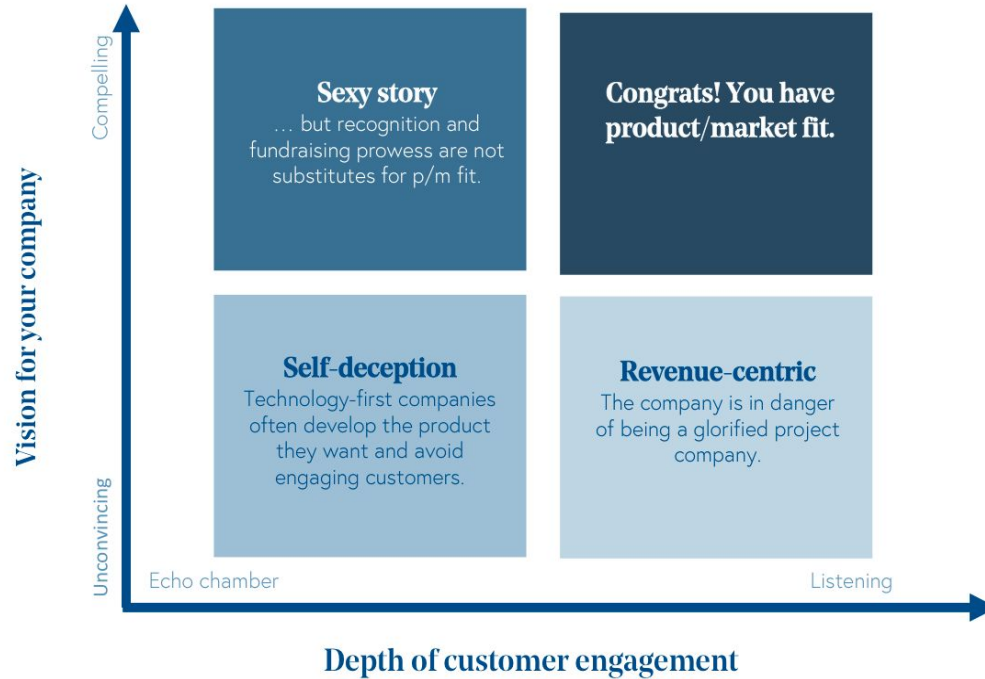 Vision for your company
Compelling
Unconvincing
Sexy story
… but recognition and
fundraising prowess are not
substitutes for p/m fit.
Congrats! You have
product/market fit.
Self-deception
Technology-first companies
often develop the product
they want and avoid
engaging customers.
Revenue-centric
The company is in danger
of being a glorified project
company.
Echo chamber
Listening
Depth of customer engagement